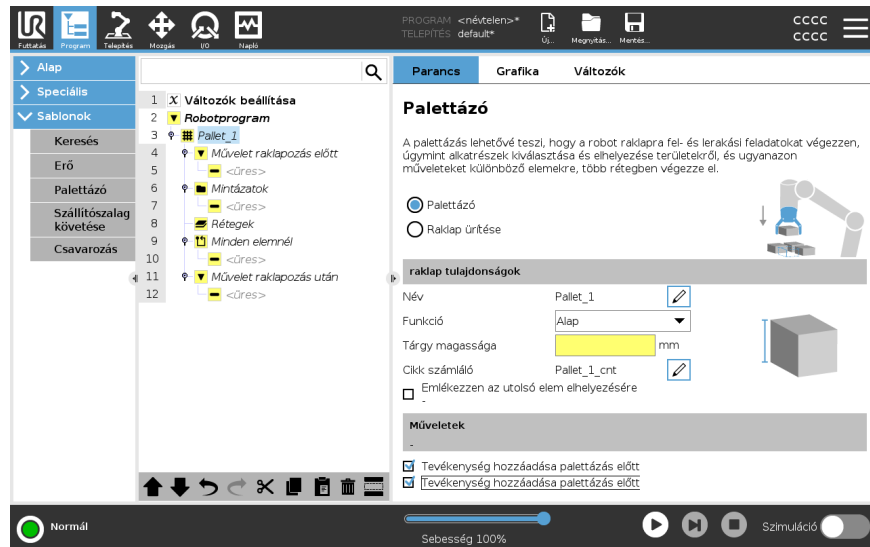 UR
Futtatás
Program
Telepítés
Mozgás
I/O
Napló
PROGRAM <névtelen>*
TELEPÍTÉS default*
Új...
Megnyitás...
Mentés...
CCCC
CCCC
Alap
Speciális
Sablonok
Keresés
Erő
Palettázó
Szállítószalag
követése
Csavarozás
1 X Változók beállítása
2 Robotprogram
3 Pallet_1
4 Művelet raklapozás előtt
5 <üres>
6 Mintázatok
7 <üres>
8 Rétegek
9 Minden elemnél
10 <üres>
11 Művelet raklapozás után
12 <üres>
Parancs
Grafika
Változók
Palettázó
A palettázás lehetővé teszi, hogy a robot raklapra fel- és lerakási feladatokat végezzen,
úgymint alkatrészek kiválasztása és elhelyezése területekről, és ugyanazon
műveleteket különböző elemekre, több rétegben végezze el.
Palettázó
Raklap ürítése
raklap tulajdonságok
Név Pallet_1
Funkció Alap
Tárgy magassága mm
Cikk számláló Pallet_1_cnt
Emlékezzen az utolsó elem elhelyezésére
-
Műveletek
-
Tevékenység hozzáadása palettázás előtt
Tevékenység hozzáadása palettázás előtt
Normál
Sebesség 100%
Szimuláció